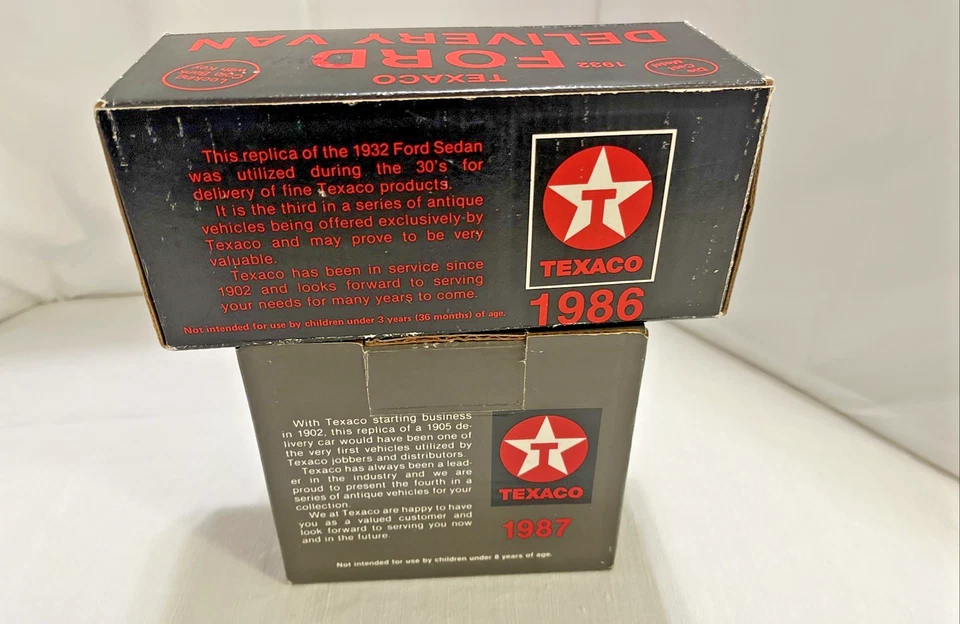 TEXACO
1932 FORD
DELIVERY VAN
Die
Cast
Metal
Locking
Coin Bank
with Key
This replica of the 1932 Ford Sedan
was utilized during the 30's for
delivery of fine Texaco products.
It is the third in a series of antique
vehicles being offered exclusively by
Texaco and may prove to be very
valuable.
Texaco has been in service since
1902 and looks forward to serving
your needs for many years to come.
Not intended for use by children under 3 years (36 months) of age.
T
TEXACO
1986
With Texaco starting business
in 1902, this replica of a 1905 de-
livery car would have been one of
the very first vehicles utilized by
Texaco jobbers and distributors.
Texaco has always been a lead-
er in the industry and we are
proud to present the fourth in a
series of antique vehicles for your
collection.
We at Texaco are happy to have
you as a valued customer and
look forward to serving you now
and in the future.
Not intended for use by children under 8 years of age.
T
TEXACO
1987